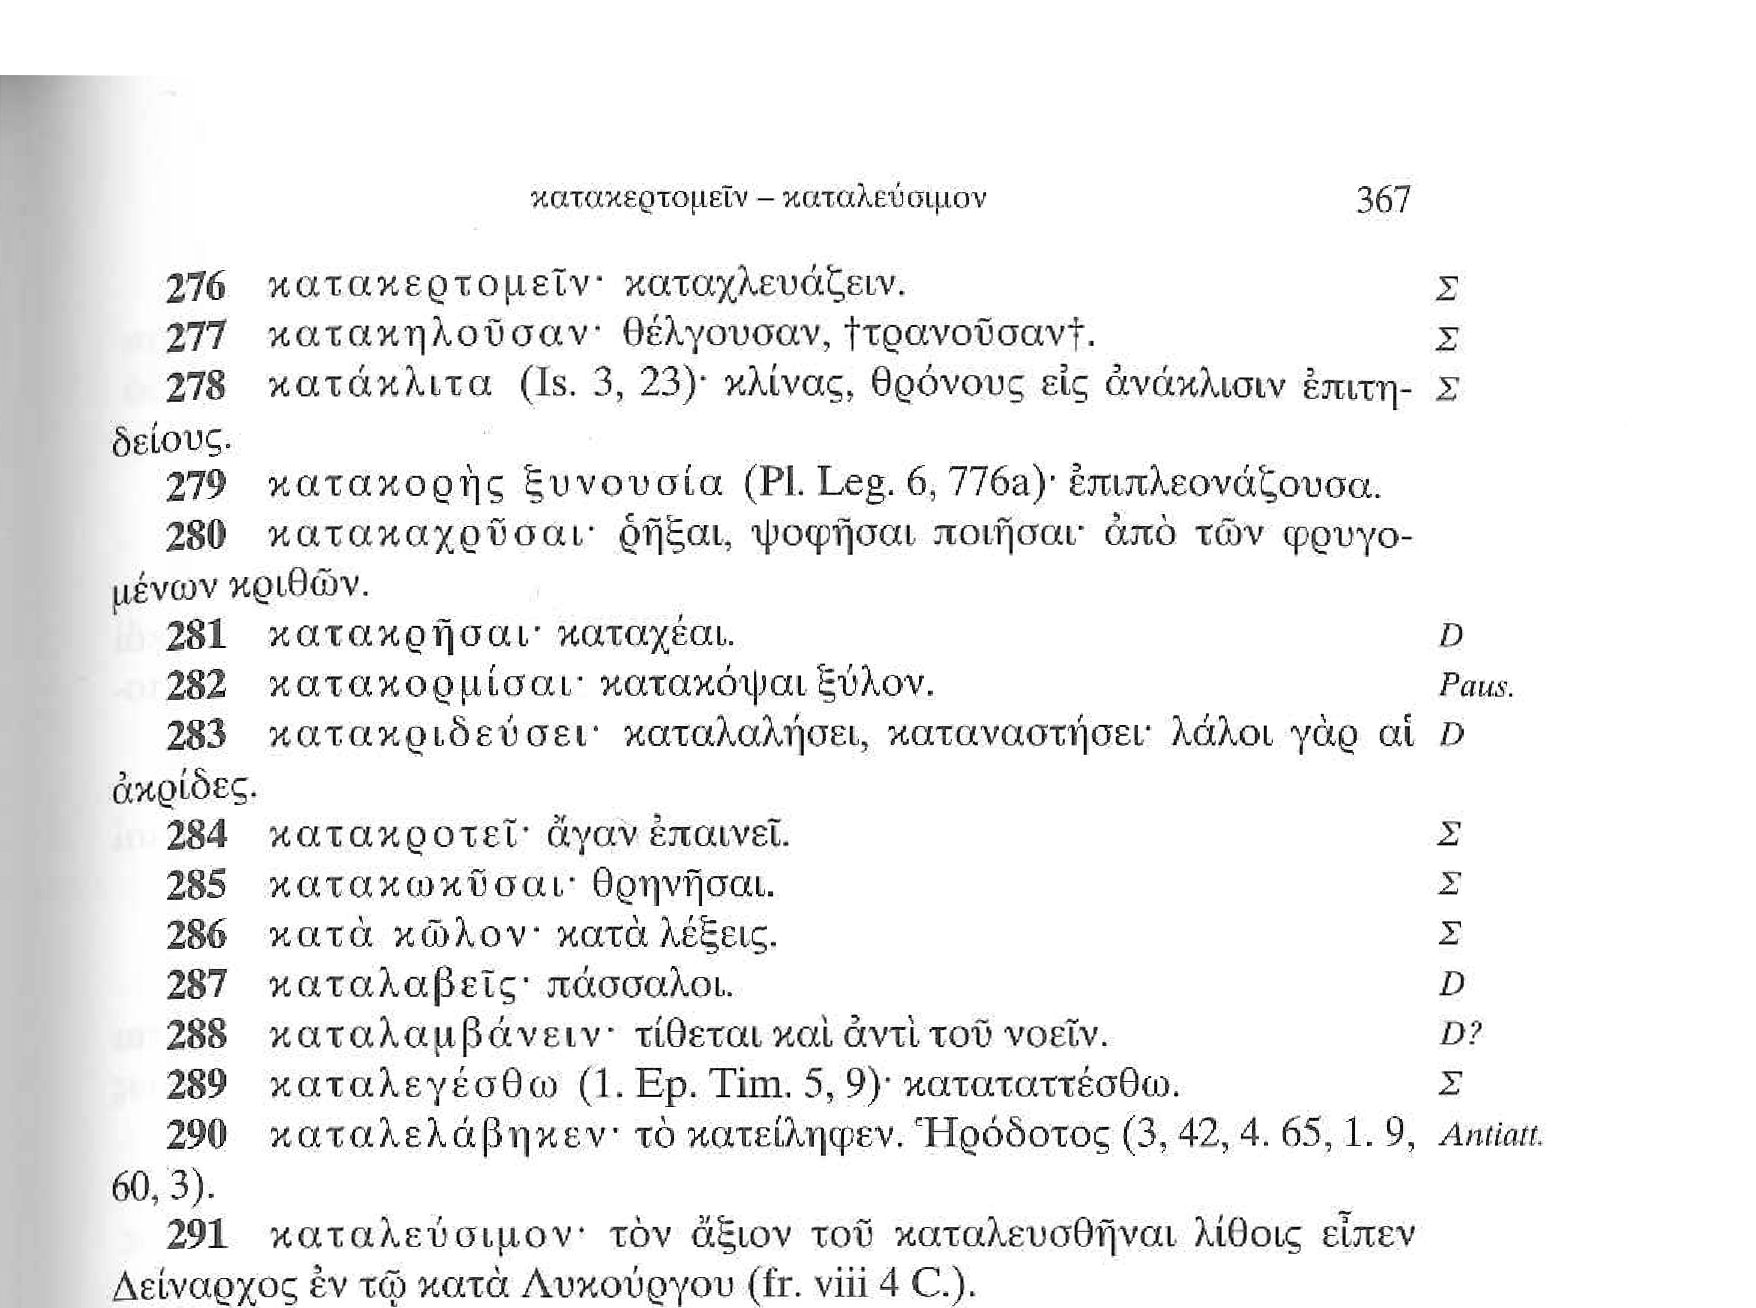 κατακερτομεῖν – καταλεύσιμον 367
276 κατακερτομεῖν· καταχλευάζειν. Σ
277 κατακηλοῦσαν· θέλγουσαν, †τρανοῦσαν†. Σ
278 κατάκλιτα (Is. 3, 23)· κλίνας, θρόνους εἰς ἀνάκλισιν ἐπιτη- Σ
δείους.
279 κατακορὴς ξυνουσία (Pl. Leg. 6, 776a)· ἐπιπλεονάζουσα.
280 κατακαχρῦσαι· ῥῆξαι, ψοφῆσαι ποιῆσαι· ἀπὸ τῶν φρυγο-
μένων κριθῶν.
281 κατακρῆσαι· καταχέαι. D
282 κατακορμίσαι· κατακόψαι ξύλον. Paus.
283 κατακριδεύσει· καταλαλήσει, καταναστήσει· λάλοι γὰρ αἱ D
ἀκρίδες.
284 κατακροτεῖ· ἄγαν ἐπαινεῖ. Σ
285 κατακωκῦσαι· θρηνῆσαι. Σ
286 κατὰ κῶλον· κατὰ λέξεις. Σ
287 καταλαβεῖς· πάσσαλοι. D
288 καταλαμβάνειν· τίθεται καὶ ἀντὶ τοῦ νοεῖν. D?
289 καταλεγέσθω (1. Ep. Tim. 5, 9)· καταταττέσθω. Σ
290 καταλελάβηκεν· τὸ κατείληφεν. Ἡρόδοτος (3, 42, 4. 65, 1. 9, Antiatt.
60, 3).
291 καταλεύσιμον· τὸν ἄξιον τοῦ καταλευσθῆναι λίθοις εἶπεν
Δείναρχος ἐν τῷ κατὰ Λυκούργου (fr. viii 4 C.).